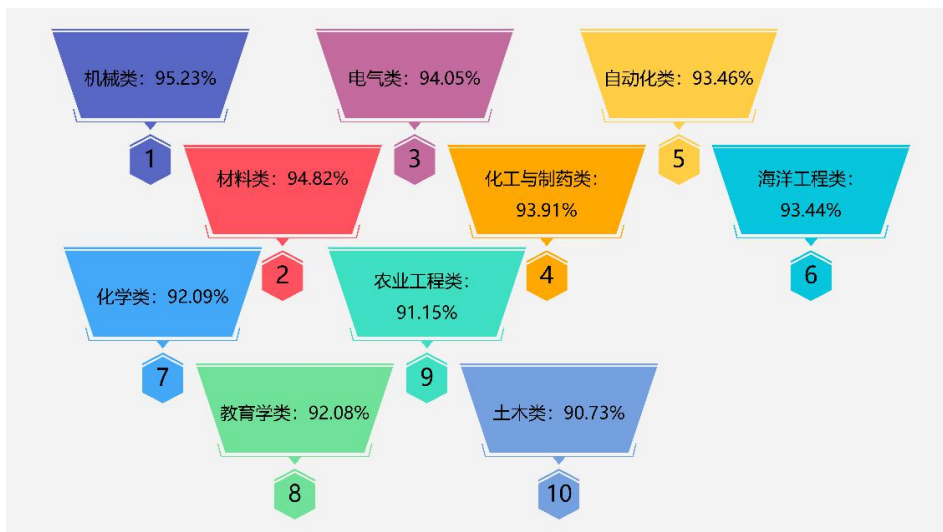 机械类：95.23%
电气类：94.05%
自动化类：93.46%
1
3
5
材料类：94.82%
化工与制药类：
93.91%
海洋工程类：
93.44%
2
4
6
化学类：92.09%
农业工程类：
91.15%
7
9
教育学类：92.08%
土木类：90.73%
8
10